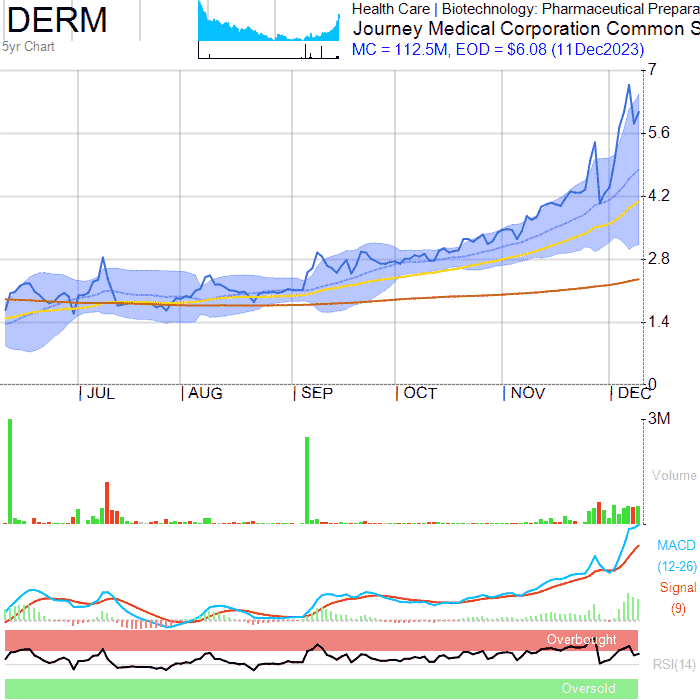 DERM
5yr Chart
Health Care | Biotechnology: Pharmaceutical Prepara
Journey Medical Corporation Common S
MC = 112.5M, EOD = $6.08 (11Dec2023)
7
5.6
4.2
2.8
1.4
0
JUL AUG SEP OCT NOV DEC
3M
Volume
MACD
(12-26)
Signal
(9)
Overbought
RSI(14)
Oversold